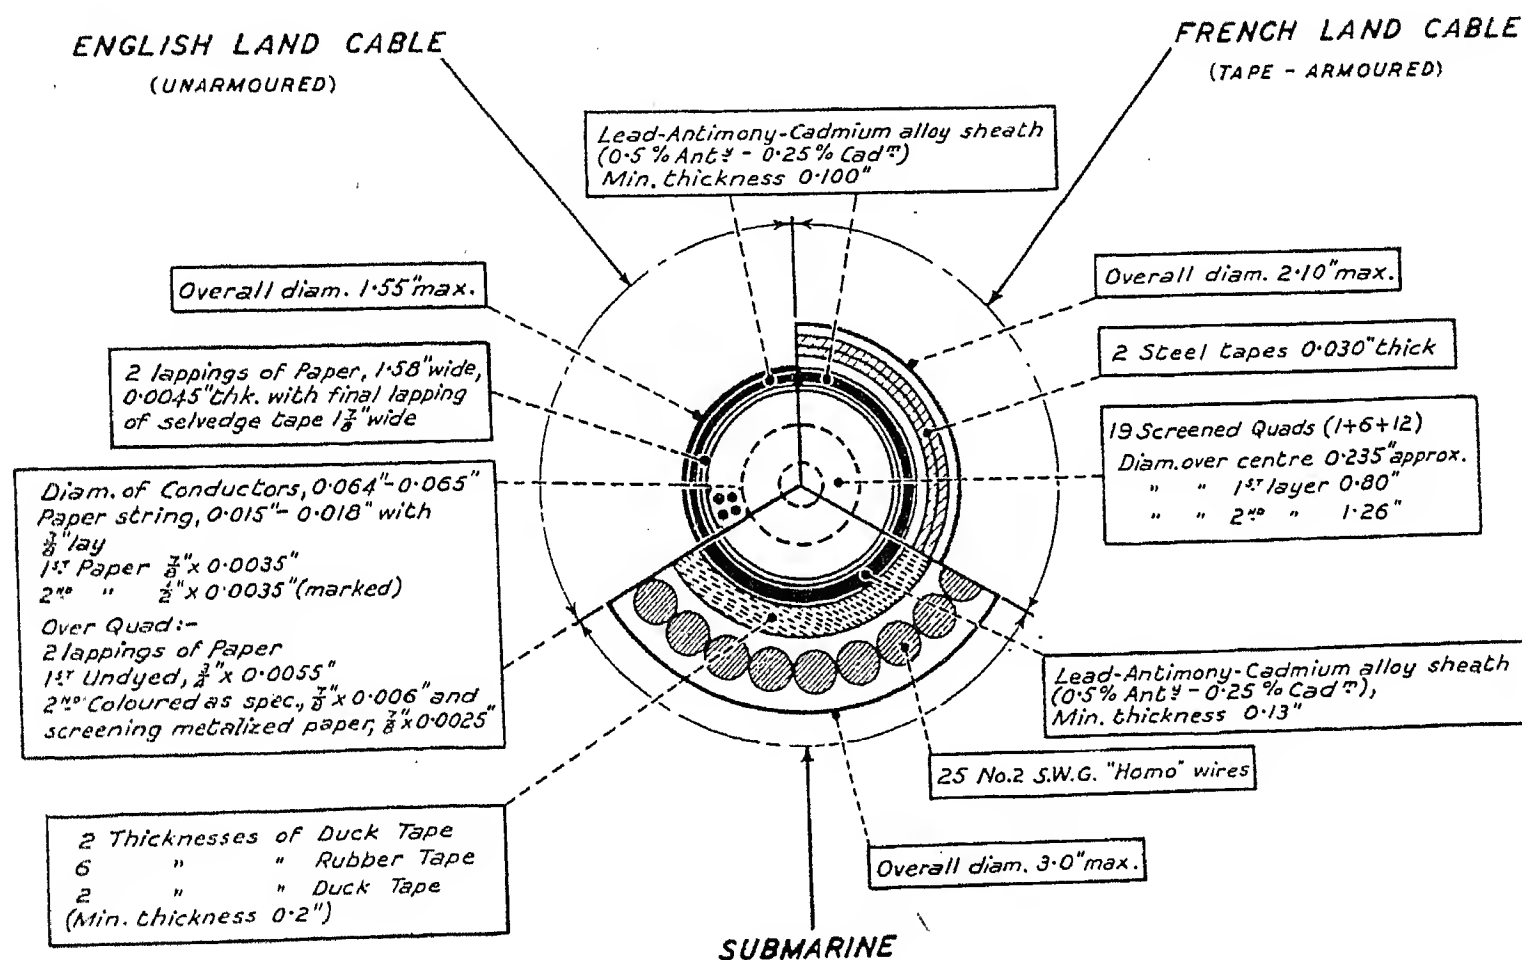 ENGLISH LAND CABLE
(UNARMOURED)
FRENCH LAND CABLE
(TAPE - ARMOURED)
Lead-Antimony-Cadmium alloy sheath
(0·5 % Antʸ - 0·25 % Cadᵐ)
Min. thickness 0·100"
Overall diam. 1·55" max.
Overall diam. 2·10" max.
2 lappings of Paper, 1·58" wide,
0·0045" thk. with final lapping
of selvedge tape 1⅞" wide
2 Steel tapes 0·030" thick
19 Screened Quads (1+6+12)
Diam. over centre 0·235" approx.
" " 1ˢᵀ layer 0·80"
" " 2ᴺᴰ " 1·26"
Diam. of Conductors, 0·064"- 0·065"
Paper string, 0·015"- 0·018" with
⅜" lay
1ˢᵀ Paper ⅞" x 0·0035"
2ᴺᴰ " ½" x 0·0035" (marked)
Over Quad:-
2 lappings of Paper
1ˢᵀ Undyed, ¾" x 0·0055"
2ᴺᴰ Coloured as spec., ⅞" x 0·006" and
screening metalized paper, ⅞" x 0·0025"
Lead-Antimony-Cadmium alloy sheath
(0·5% Antʸ - 0·25 % Cadᵐ),
Min. thickness 0·13"
25 No.2 S.W.G. "Homo" wires
2 Thicknesses of Duck Tape
6 " " Rubber Tape
2 " " Duck Tape
(Min. thickness 0·2")
Overall diam. 3·0" max.
SUBMARINE